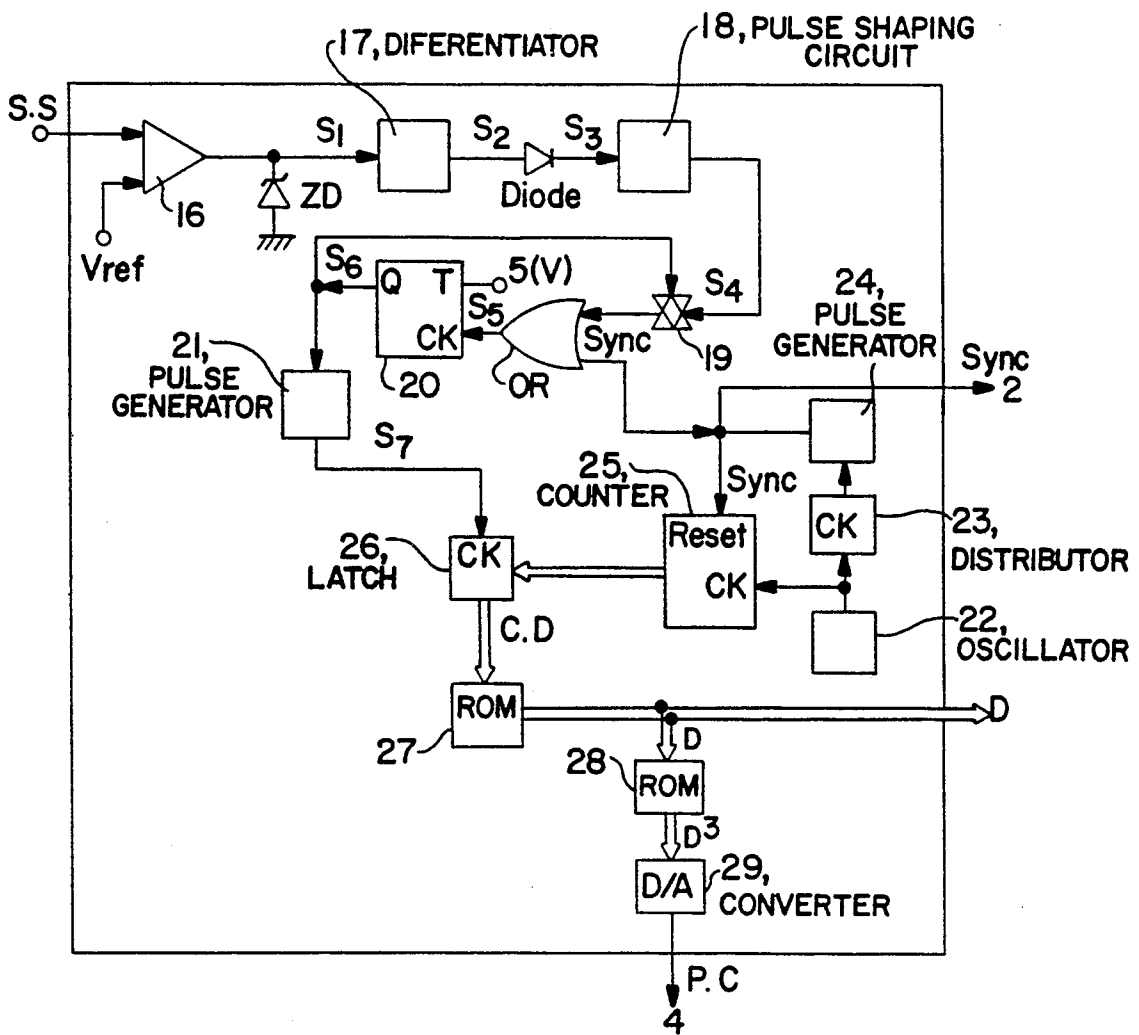 17, DIFERENTIATOR
18, PULSE SHAPING
CIRCUIT
S.S
S1
S2
S3
16
ZD
Diode
Vref
S6
Q
T
5(V)
S5
CK
20
OR
Sync
S4
19
24,
PULSE
GENERATOR
Sync
2
21,
PULSE
GENERATOR
S7
25,
COUNTER
Sync
Reset
CK
CK
23,
DISTRIBUTOR
26,
LATCH
CK
C.D
22,
OSCILLATOR
ROM
27
D
D
28
ROM
D3
D/A
29,
CONVERTER
P.C
4